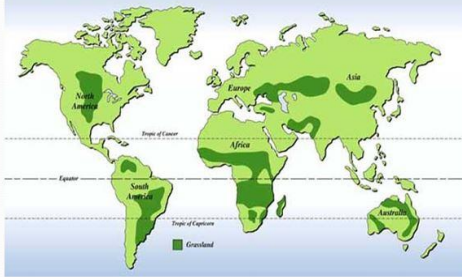 North
America
Europe
Asia
Tropic of Cancer
Africa
Equator
South
America
Australia
Tropic of Capricorn
Grassland